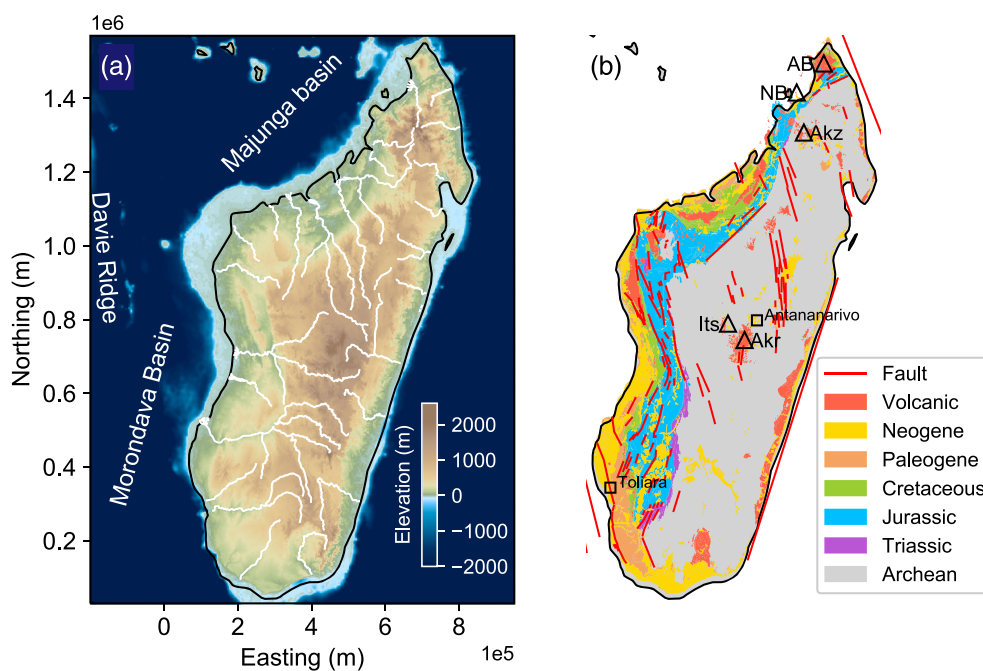 1e6
(a)
Majunga basin
Davie Ridge
Morondava Basin
Northing (m)
1.4
1.2
1.0
0.8
0.6
0.4
0.2
Elevation (m)
2000
1000
0
−1000
−2000
0
2
4
6
8
1e5
Easting (m)
(b)
AB
NB
Akz
Antananarivo
Its
Akr
Toliara
Fault
Volcanic
Neogene
Paleogene
Cretaceous
Jurassic
Triassic
Archean